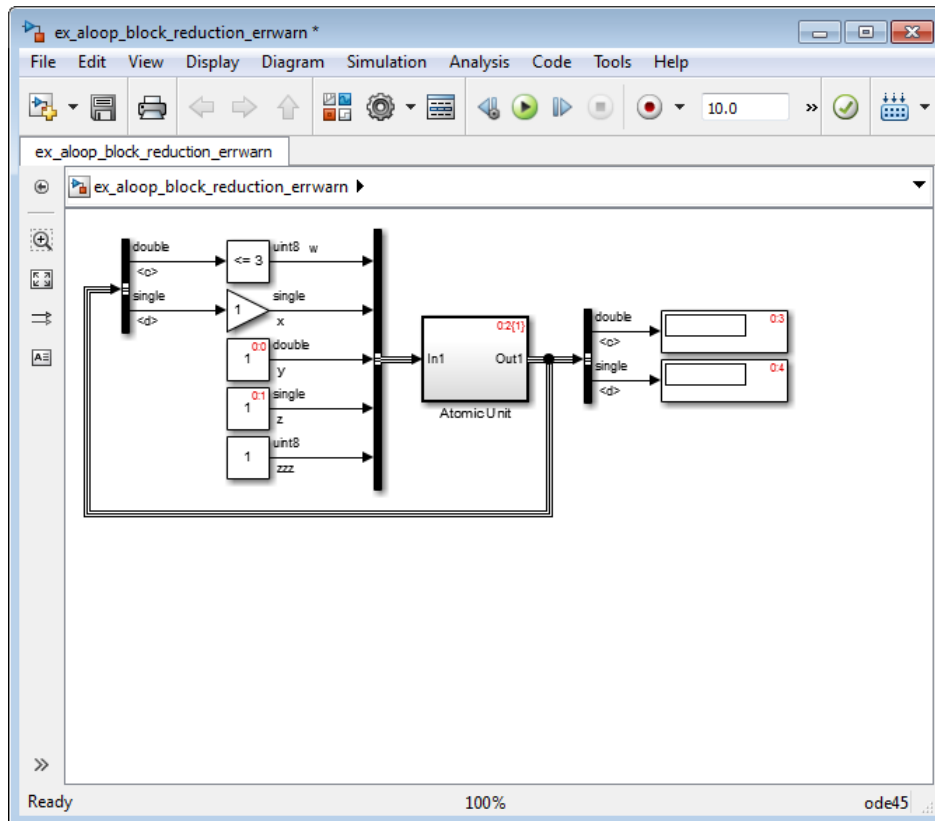 ex_aloop_block_reduction_errwarn *
File Edit View Display Diagram Simulation Analysis Code Tools Help
10.0 »
ex_aloop_block_reduction_errwarn
ex_aloop_block_reduction_errwarn
double
<c>
single
<d>
<= 3
uint8 w
1
single
x
1
0:0
double
y
1
0:1
single
z
1
uint8
zzz
In1
0:2{1}
Out1
Atomic Unit
double
<c>
single
<d>
0:3
0:4
A
»
Ready 100% ode45